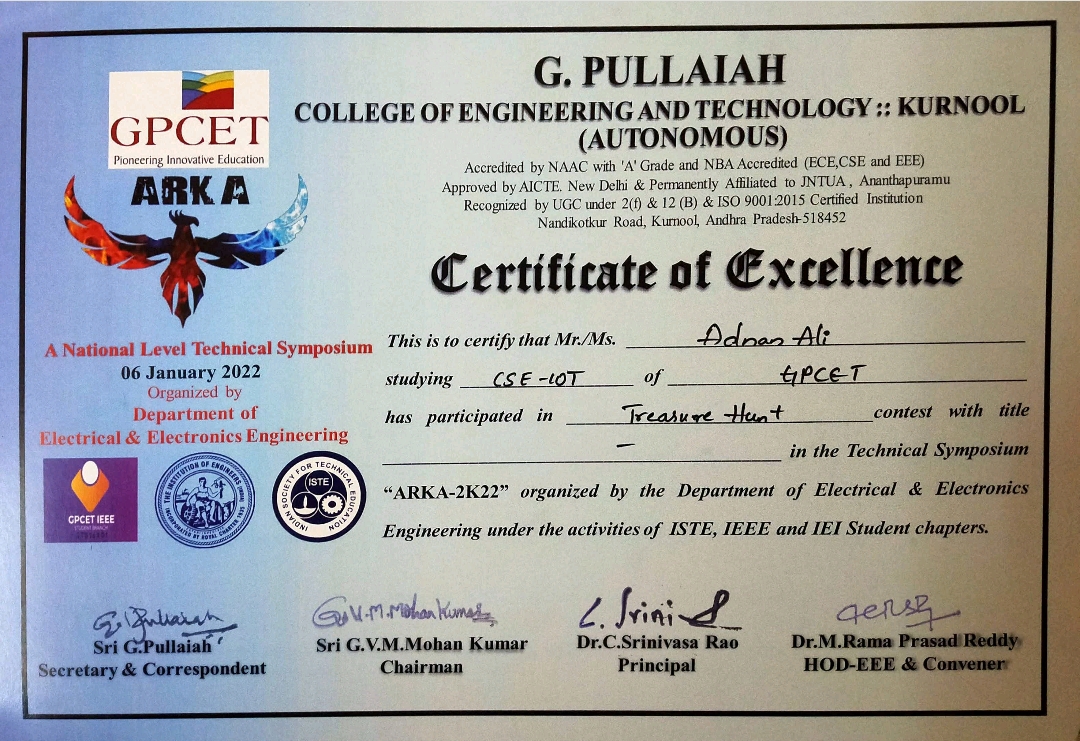 GPCET
Pioneering Innovative Education
ARKA
A National Level Technical Symposium
06 January 2022
Organized by
Department of
Electrical & Electronics Engineering
GPCET IEEE
STUDENT BRANCH
THE INSTITUTION OF ENGINEERS (INDIA)
INCORPORATED BY ROYAL CHARTER 1935
INDIAN SOCIETY FOR TECHNICAL EDUCATION
ISTE
G. PULLAIAH
COLLEGE OF ENGINEERING AND TECHNOLOGY :: KURNOOL
(AUTONOMOUS)
Accredited by NAAC with 'A' Grade and NBA Accredited (ECE,CSE and EEE)
Approved by AICTE. New Delhi & Permanently Affiliated to JNTUA , Ananthapuramu
Recognized by UGC under 2(f) & 12 (B) & ISO 9001:2015 Certified Institution
Nandikotkur Road, Kurnool, Andhra Pradesh-518452
Certificate of Excellence
This is to certify that Mr./Ms. Adnan Ali
studying CSE-IOT of GPCET
has participated in Treasure Hunt contest with title
– in the Technical Symposium
“ARKA-2K22” organized by the Department of Electrical & Electronics
Engineering under the activities of ISTE, IEEE and IEI Student chapters.
G. Pullaiah
G.V.M. Mohan Kumar
Sri G.Pullaiah
Secretary & Correspondent
Sri G.V.M.Mohan Kumar
Chairman
Dr.C.Srinivasa Rao
Principal
Dr.M.Rama Prasad Reddy
HOD-EEE & Convener